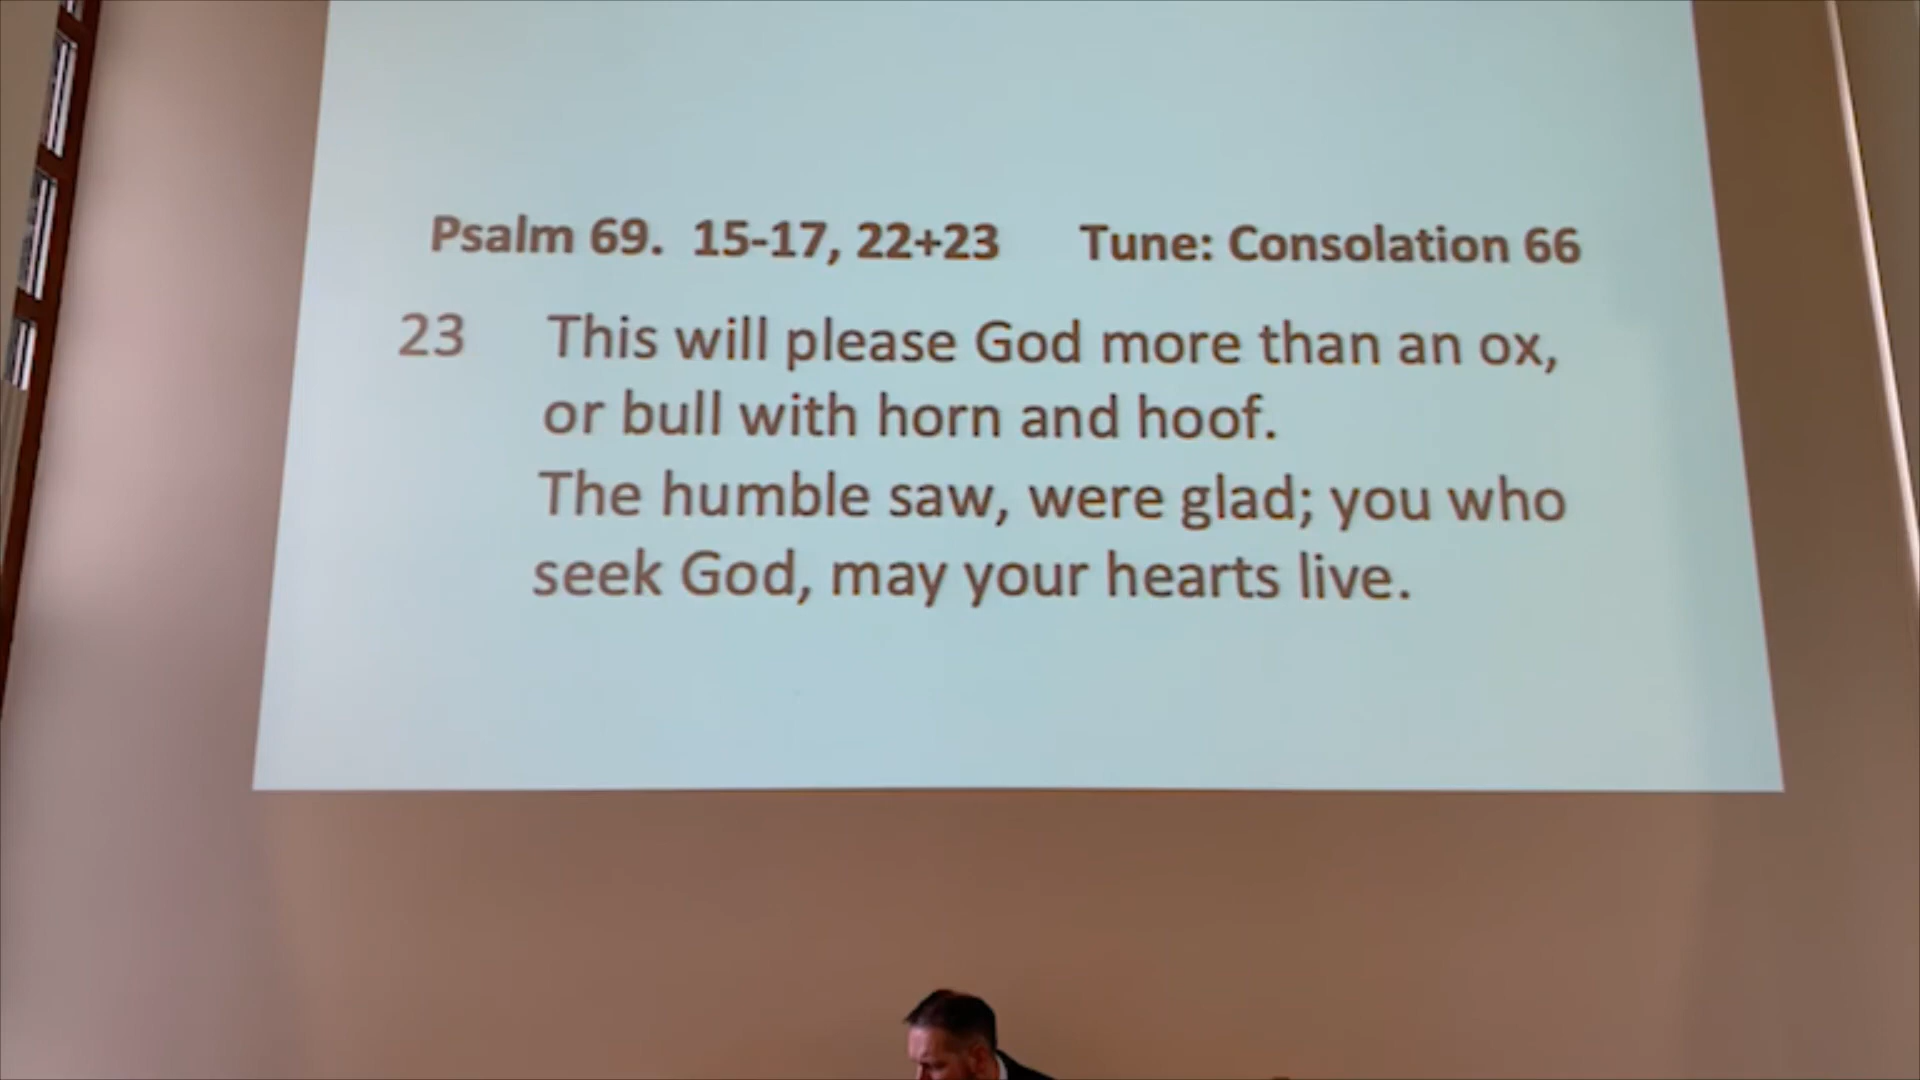 Psalm 69. 15-17, 22+23 Tune: Consolation 66
23 This will please God more than an ox,
or bull with horn and hoof.
The humble saw, were glad; you who
seek God, may your hearts live.